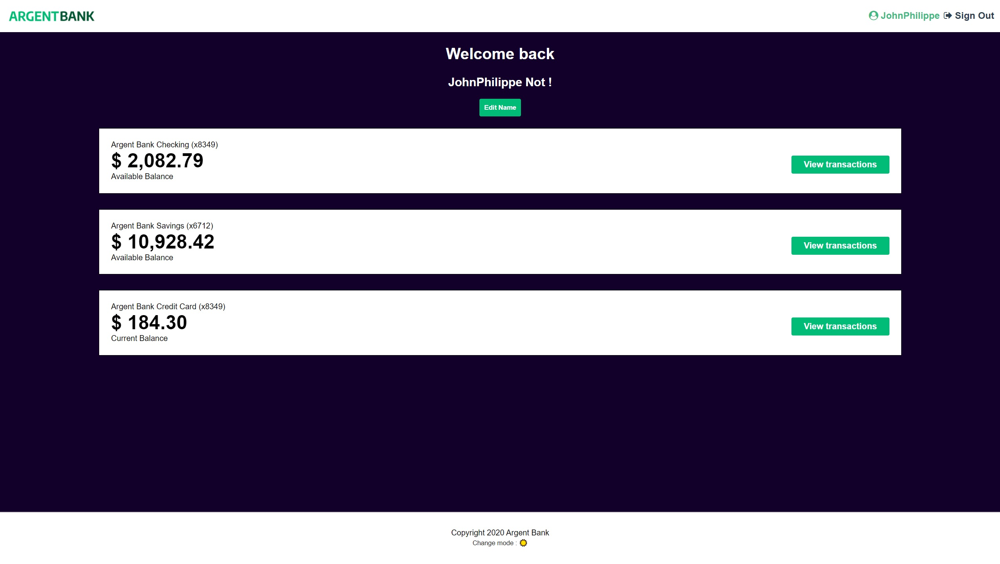 ARGENTBANK
JohnPhilippe Sign Out
Welcome back
JohnPhilippe Not !
Edit Name
Argent Bank Checking (x8349)
$ 2,082.79
Available Balance
View transactions
Argent Bank Savings (x6712)
$ 10,928.42
Available Balance
View transactions
Argent Bank Credit Card (x8349)
$ 184.30
Current Balance
View transactions
Copyright 2020 Argent Bank
Change mode :